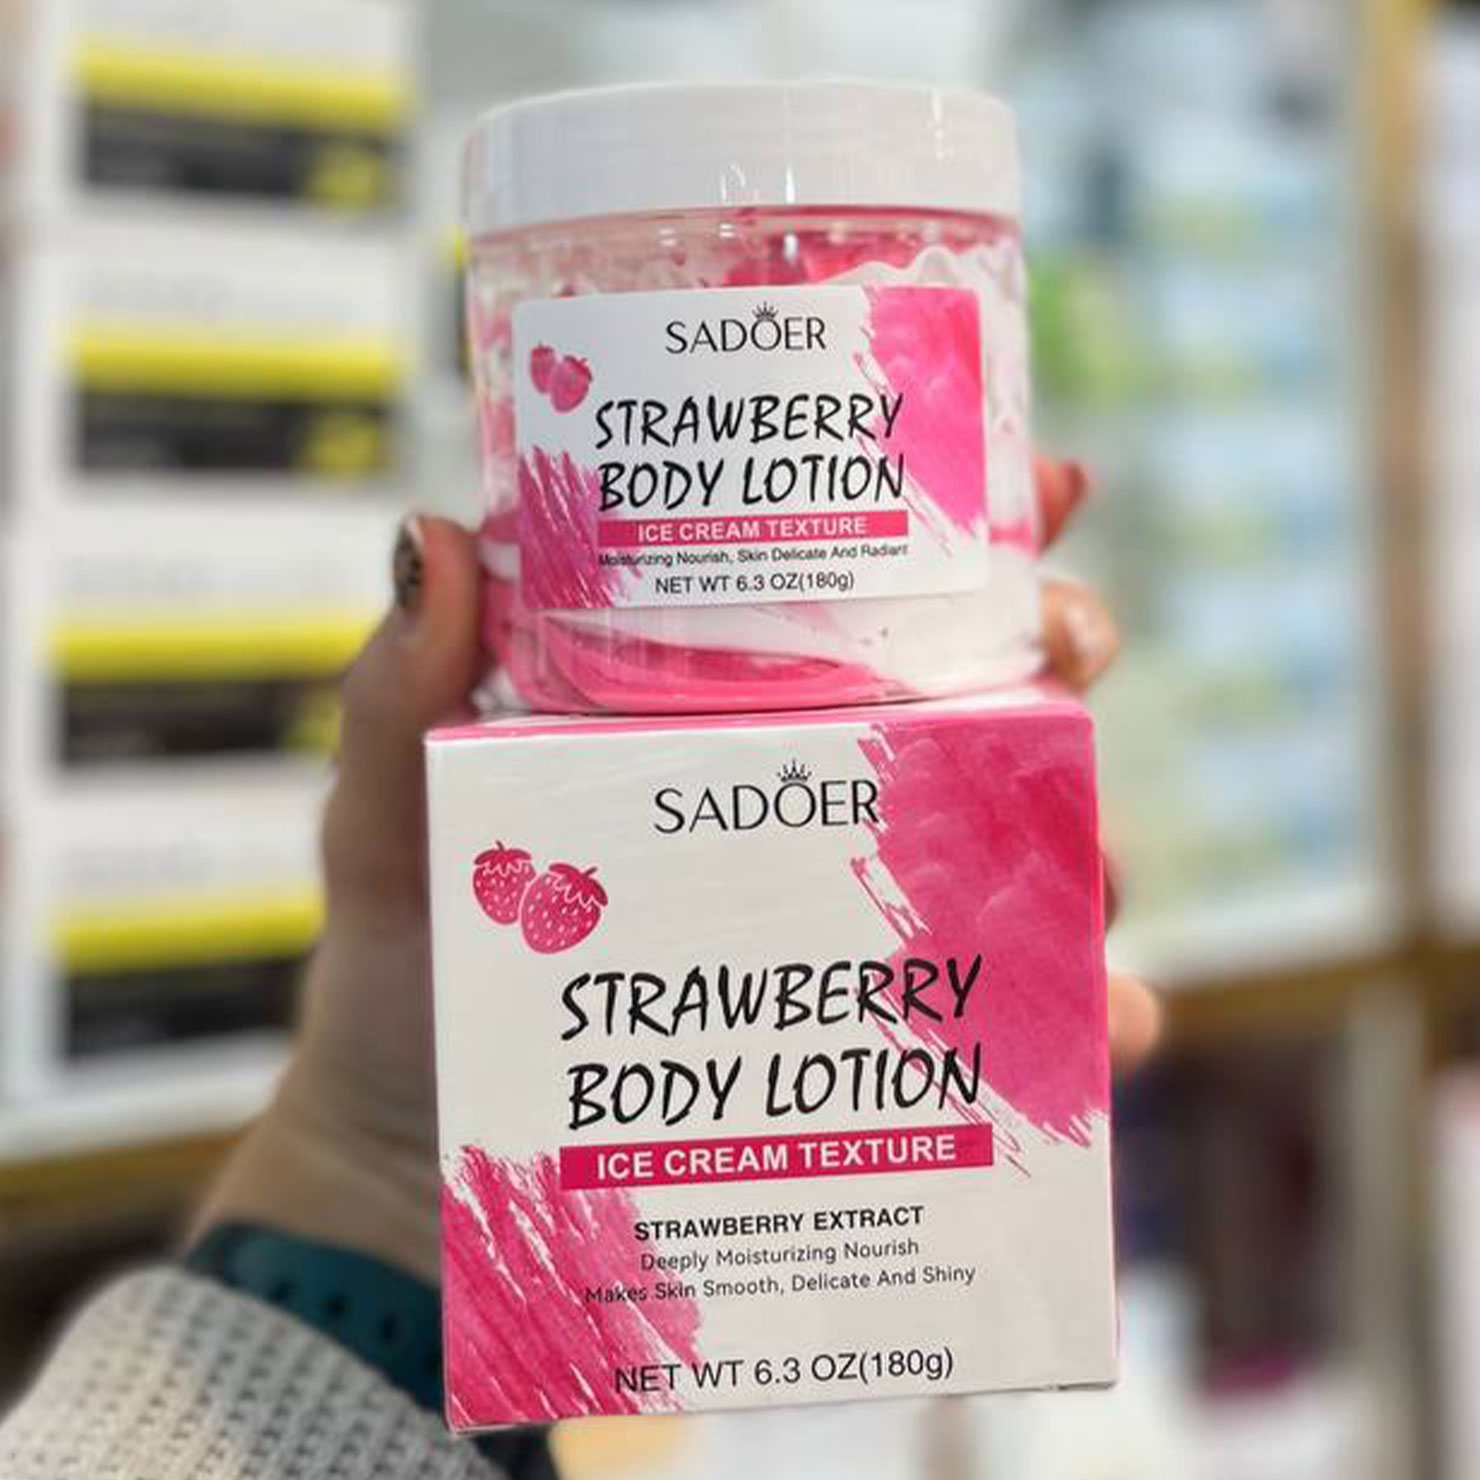 SADOER
STRAWBERRY
BODY LOTION
ICE CREAM TEXTURE
Moisturizing Nourish, Skin Delicate And Radiant
NET WT 6.3 OZ(180g)
SADOER
STRAWBERRY
BODY LOTION
ICE CREAM TEXTURE
STRAWBERRY EXTRACT
Deeply Moisturizing Nourish
Makes Skin Smooth, Delicate And Shiny
NET WT 6.3 OZ(180g)